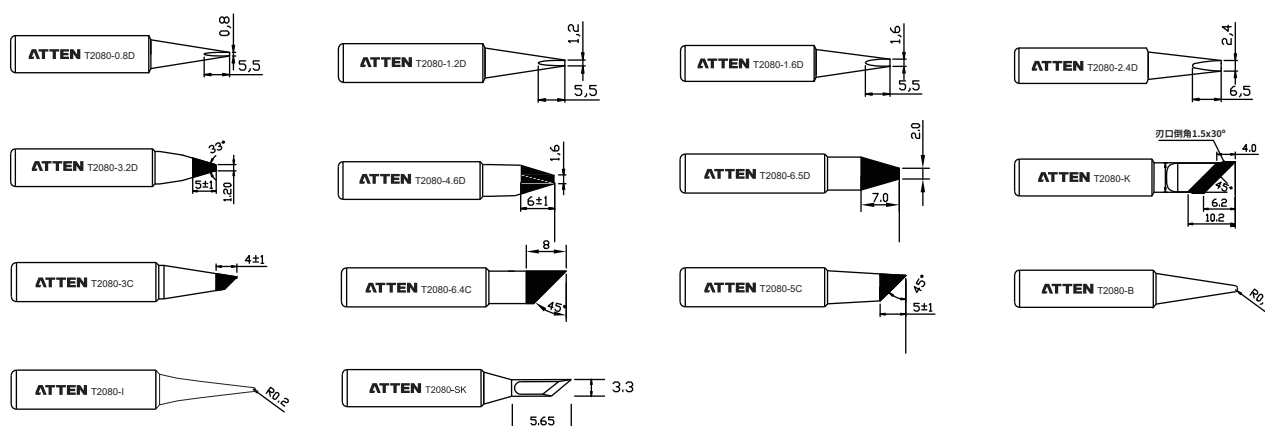 0,8
ATTEN T2080-0.8D
5,5
1,2
ATTEN T2080-1.2D
5,5
1,6
ATTEN T2080-1.6D
5,5
2,4
ATTEN T2080-2.4D
6,5
33°
ATTEN T2080-3.2D
5±1
1.20
1,6
ATTEN T2080-4.6D
6±1
2.0
ATTEN T2080-6.5D
7.0
刃口倒角1.5x30°
4.0
ATTEN T2080-K
45°
6.2
10.2
4±1
ATTEN T2080-3C
8
ATTEN T2080-6.4C
45°
ATTEN T2080-5C
45°
5±1
ATTEN T2080-B
R0.
ATTEN T2080-I
R0.2
ATTEN T2080-SK
3.3
5.65